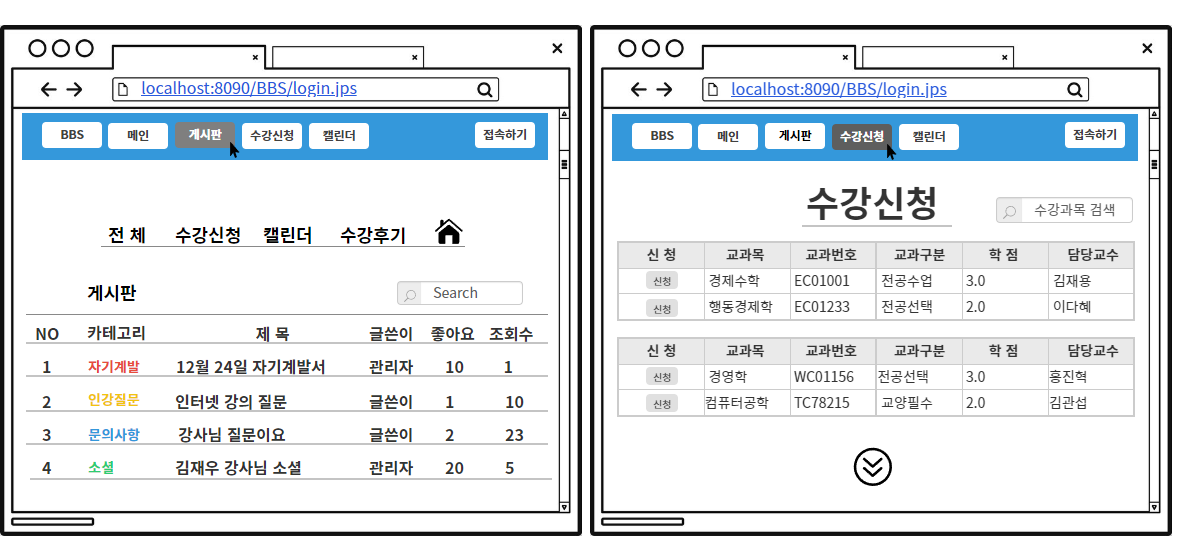 localhost:8090/BBS/login.jps
BBS 메인 게시판 수강신청 캘린더 접속하기
전 체 수강신청 캘린더 수강후기
게시판 Search
NO 카테고리 제 목 글쓴이 좋아요 조회수
1 자기계발 12월 24일 자기계발서 관리자 10 1
2 인강질문 인터넷 강의 질문 글쓴이 1 10
3 문의사항 강사님 질문이요 글쓴이 2 23
4 소셜 김재우 강사님 소셜 관리자 20 5
localhost:8090/BBS/login.jps
BBS 메인 게시판 수강신청 캘린더 접속하기
수강신청 수강과목 검색
신 청 교과목 교과번호 교과구분 학 점 담당교수
신청 경제수학 EC01001 전공수업 3.0 김재용
신청 행동경제학 EC01233 전공선택 2.0 이다혜
신 청 교과목 교과번호 교과구분 학 점 담당교수
신청 경영학 WC01156 전공선택 3.0 홍진혁
신청 컴퓨터공학 TC78215 교양필수 2.0 김관섭